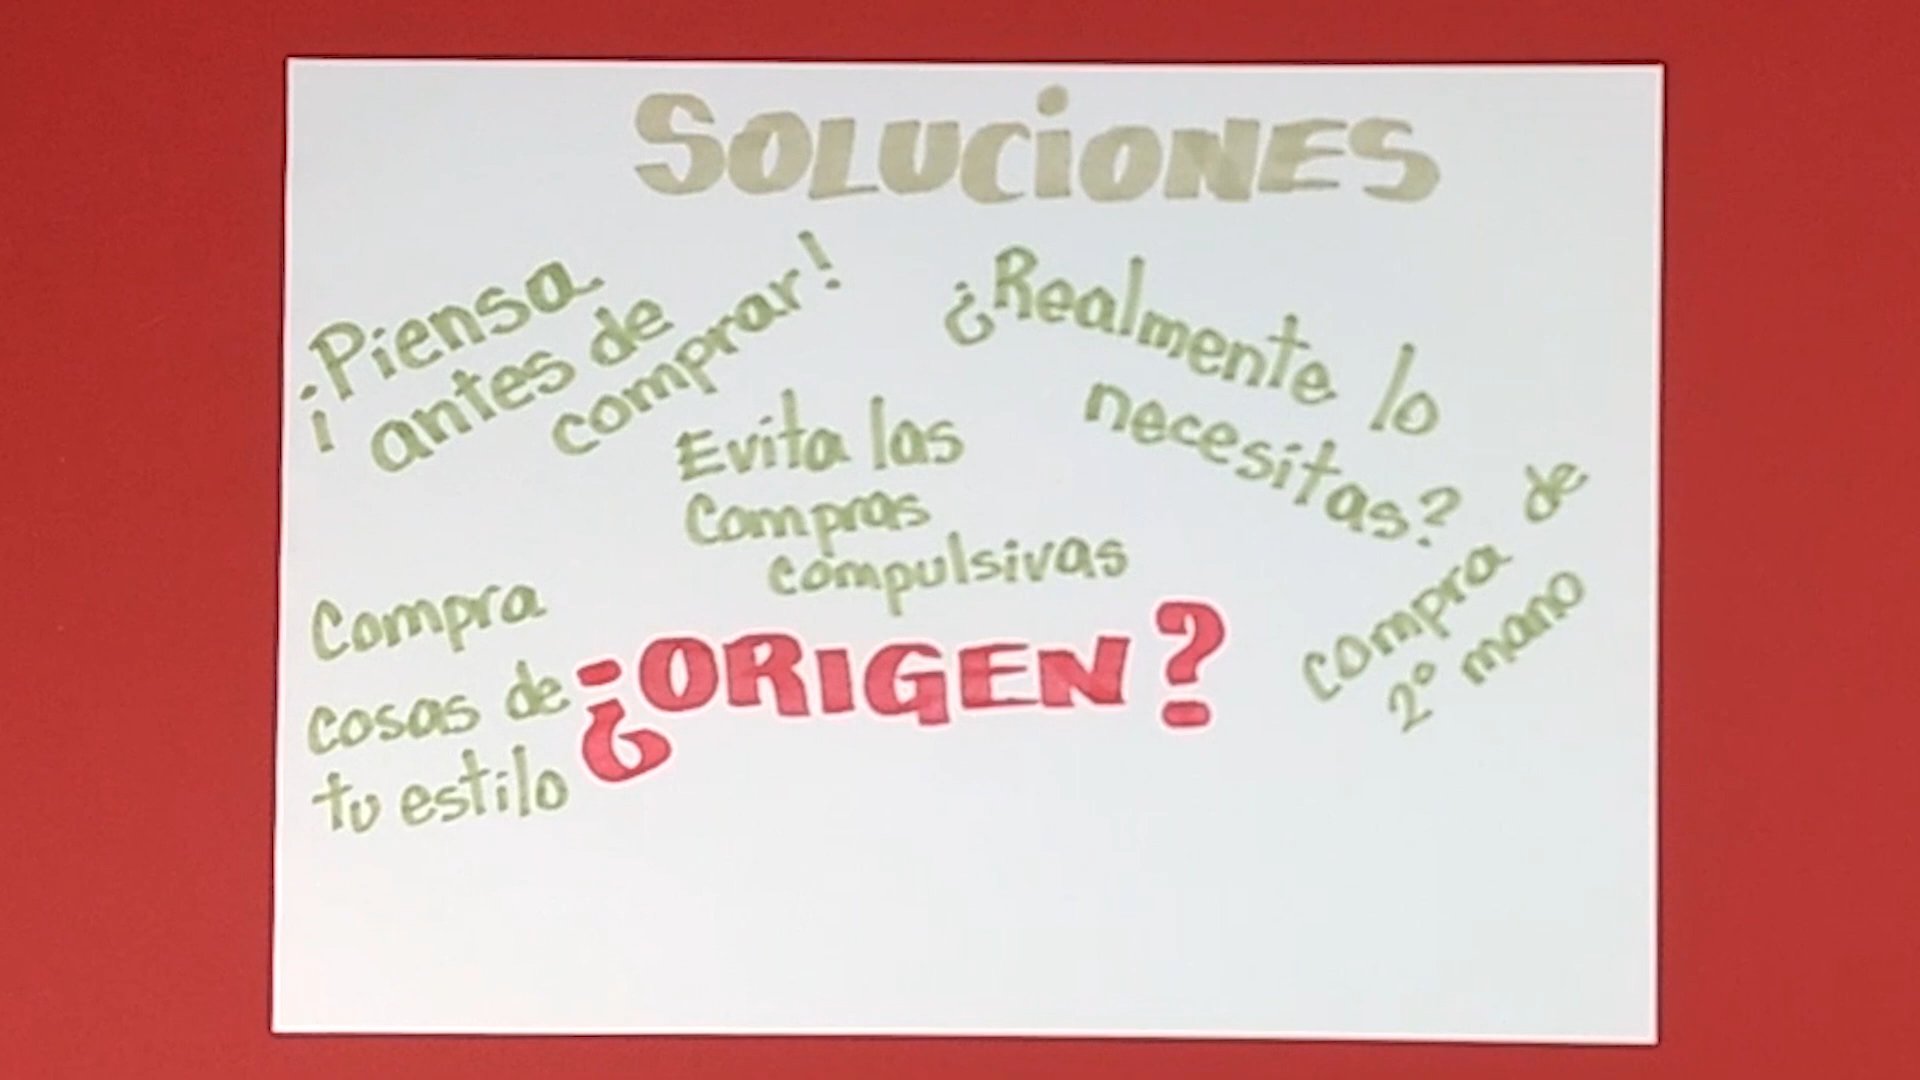 SOLUCiONES
¡Piensa
antes de
comprar!
¿Realmente lo
necesitas?
Evita las
Compras
compulsivas
compra de
2º mano
Compra
cosas de
tu estilo
¿ORIGEN?